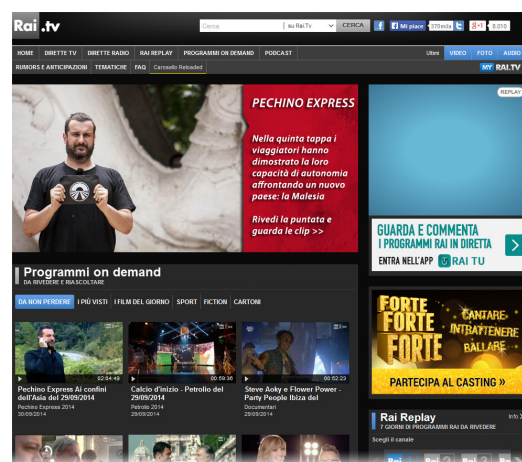 Rai .tv
Cerca
su Rai.Tv
CERCA
Mi piace
370mila
g+1
8.010
HOME DIRETTE TV DIRETTE RADIO RAI REPLAY PROGRAMMI ON DEMAND PODCAST
Ultimi VIDEO FOTO AUDIO
RUMORS E ANTICIPAZIONI TEMATICHE FAQ Carosello Reloaded
MY RAI.TV
PECHINO EXPRESS
Nella quinta tappa i
viaggiatori hanno
dimostrato la loro
capacità di autonomia
affrontando un nuovo
paese: la Malesia
Rivedi la puntata e
guarda le clip >>
REPLAY
GUARDA E COMMENTA
I PROGRAMMI RAI IN DIRETTA
ENTRA NELL'APP RAI TU
Programmi on demand
DA RIVEDERE E RIASCOLTARE
DA NON PERDERE I PIÙ VISTI I FILM DEL GIORNO SPORT FICTION CARTONI
02:04:49
Pechino Express Ai confini
dell'Asia del 29/09/2014
Pechino Express 2014
30/09/2014
00:59:36
Calcio d'inizio - Petrolio del
29/09/2014
Petrolio 2014
29/09/2014
00:52:23
Steve Aoky e Flower Power -
Party People Ibiza del
Documentari
29/09/2014
FORTE
FORTE
FORTE
CANTARE,
INTRATTENERE
BALLARE
PARTECIPA AL CASTING »
Rai Replay
Info
7 GIORNI DI PROGRAMMI RAI DA RIVEDERE
Scegli il canale